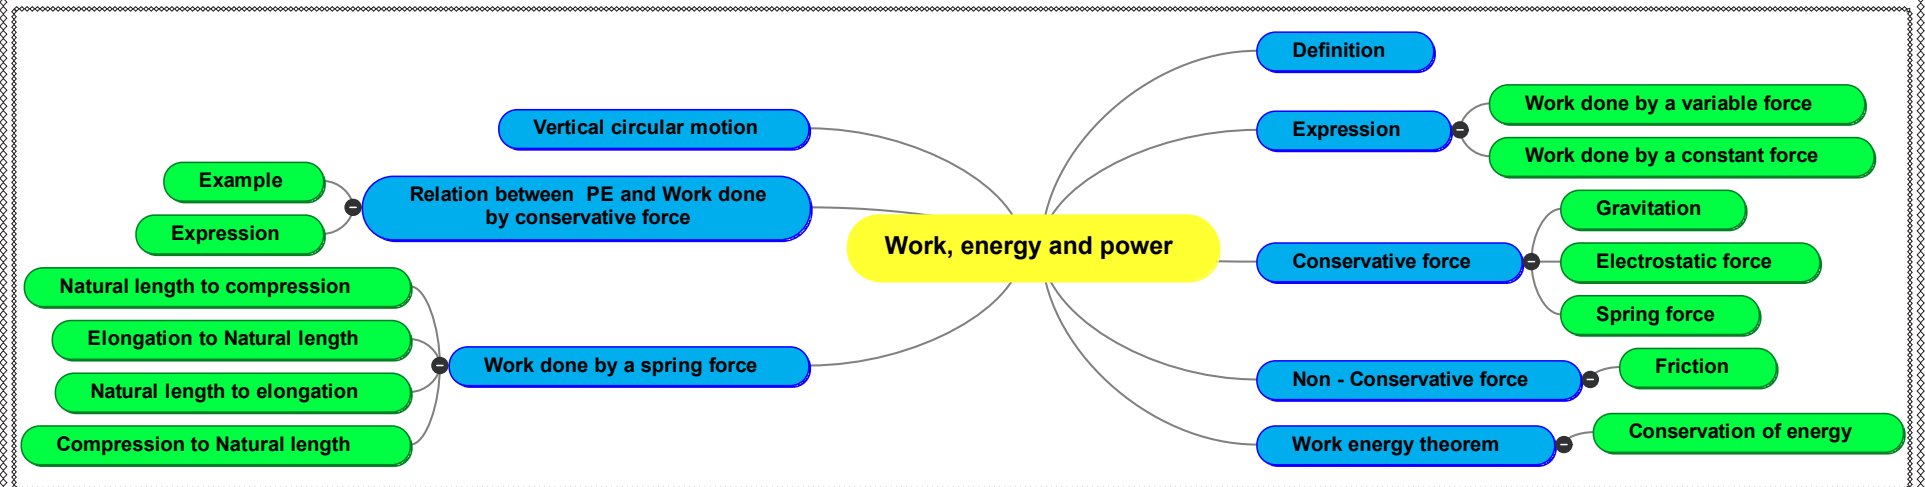 Work, energy and power
Definition
Expression
Work done by a variable force
Work done by a constant force
Conservative force
Gravitation
Electrostatic force
Spring force
Non - Conservative force
Friction
Work energy theorem
Conservation of energy
Vertical circular motion
Relation between  PE and Work done
by conservative force
Example
Expression
Work done by a spring force
Natural length to compression
Elongation to Natural length
Natural length to elongation
Compression to Natural length